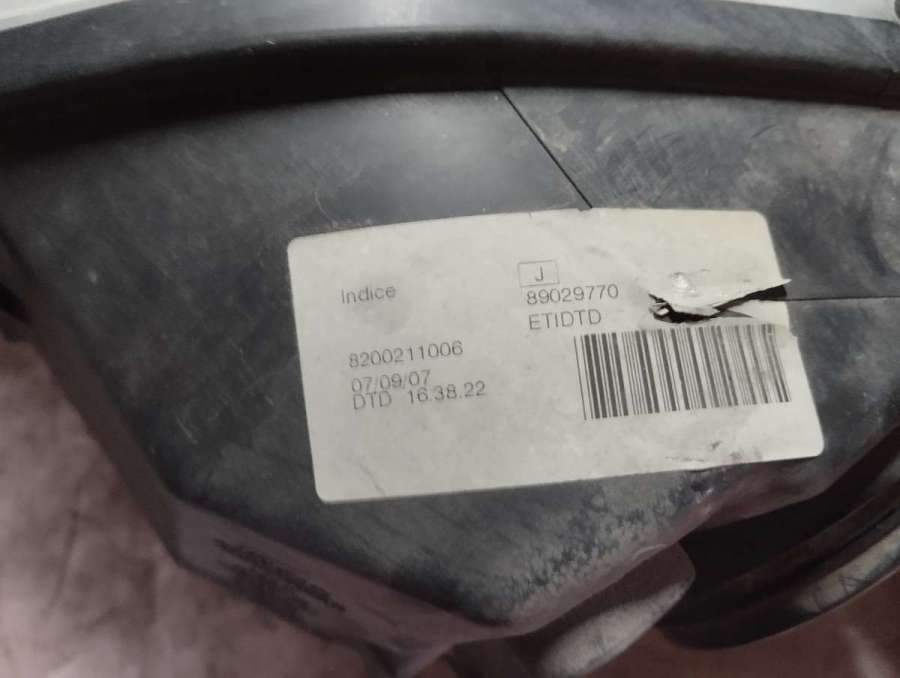 Indice
J
89029770
ETIDTD
8200211006
07/09/07
DTD 16.38.22